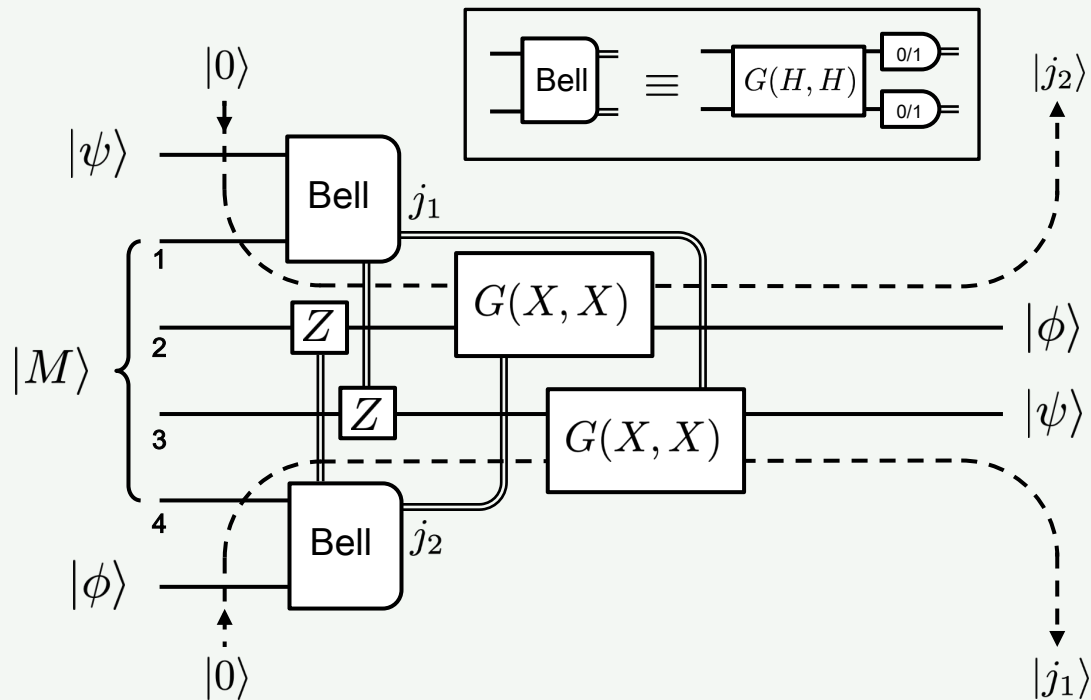 |0⟩
Bell
≡
G(H, H)
0/1
0/1
|j₂⟩
|ψ⟩
Bell
j₁
1
G(X, X)
Z
2
|ϕ⟩
|M⟩
Z
3
G(X, X)
|ψ⟩
4
Bell
j₂
|ϕ⟩
|0⟩
|j₁⟩